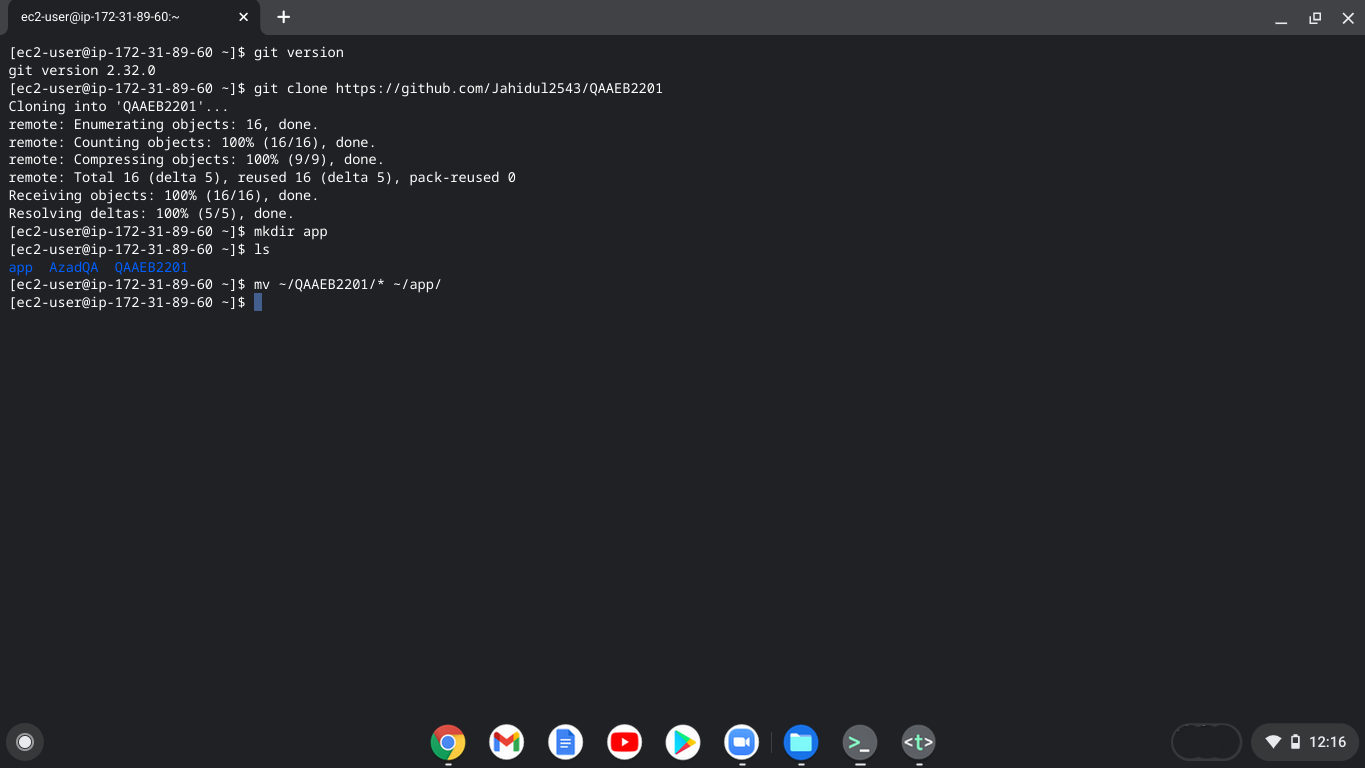 ec2-user@ip-172-31-89-60:~
[ec2-user@ip-172-31-89-60 ~]$ git version
git version 2.32.0
[ec2-user@ip-172-31-89-60 ~]$ git clone https://github.com/Jahidul2543/QAAEB2201
Cloning into 'QAAEB2201'...
remote: Enumerating objects: 16, done.
remote: Counting objects: 100% (16/16), done.
remote: Compressing objects: 100% (9/9), done.
remote: Total 16 (delta 5), reused 16 (delta 5), pack-reused 0
Receiving objects: 100% (16/16), done.
Resolving deltas: 100% (5/5), done.
[ec2-user@ip-172-31-89-60 ~]$ mkdir app
[ec2-user@ip-172-31-89-60 ~]$ ls
app  AzadQA  QAAEB2201
[ec2-user@ip-172-31-89-60 ~]$ mv ~/QAAEB2201/* ~/app/
[ec2-user@ip-172-31-89-60 ~]$
>_ <t> 12:16